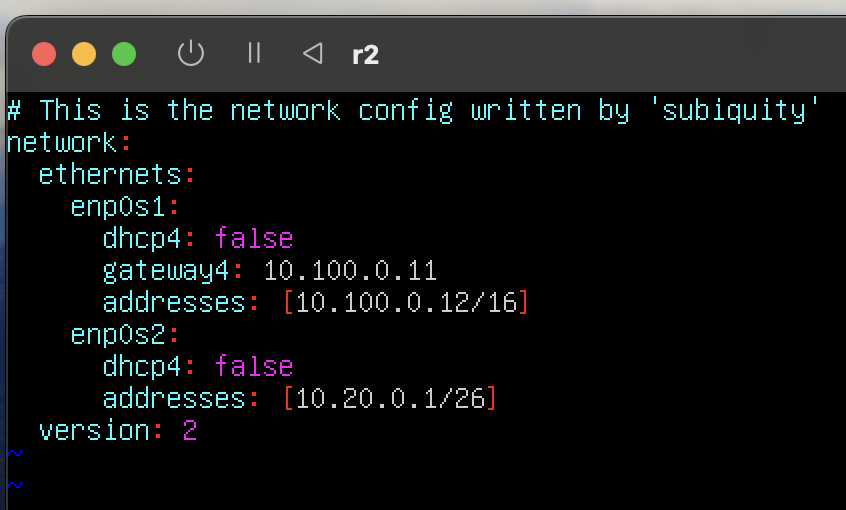 r2
# This is the network config written by 'subiquity'
network:
  ethernets:
    enp0s1:
      dhcp4: false
      gateway4: 10.100.0.11
      addresses: [10.100.0.12/16]
    enp0s2:
      dhcp4: false
      addresses: [10.20.0.1/26]
  version: 2
~
~